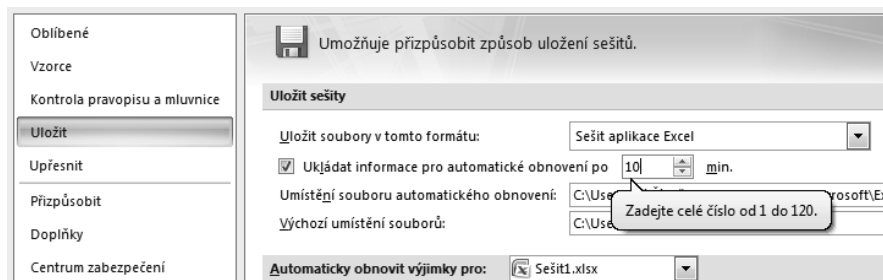 Oblíbené
Vzorce
Kontrola pravopisu a mluvnice
Uložit
Upřesnit
Přizpůsobit
Doplňky
Centrum zabezpečení
Umožňuje přizpůsobit způsob uložení sešitů.
Uložit sešity
Uložit soubory v tomto formátu: Sešit aplikace Excel
Ukládat informace pro automatické obnovení po 10 min.
Umístění souboru automatického obnovení: C:\Use
Výchozí umístění souborů: C:\Use
Zadejte celé číslo od 1 do 120.
Automaticky obnovit výjimky pro: Sešit1.xlsx